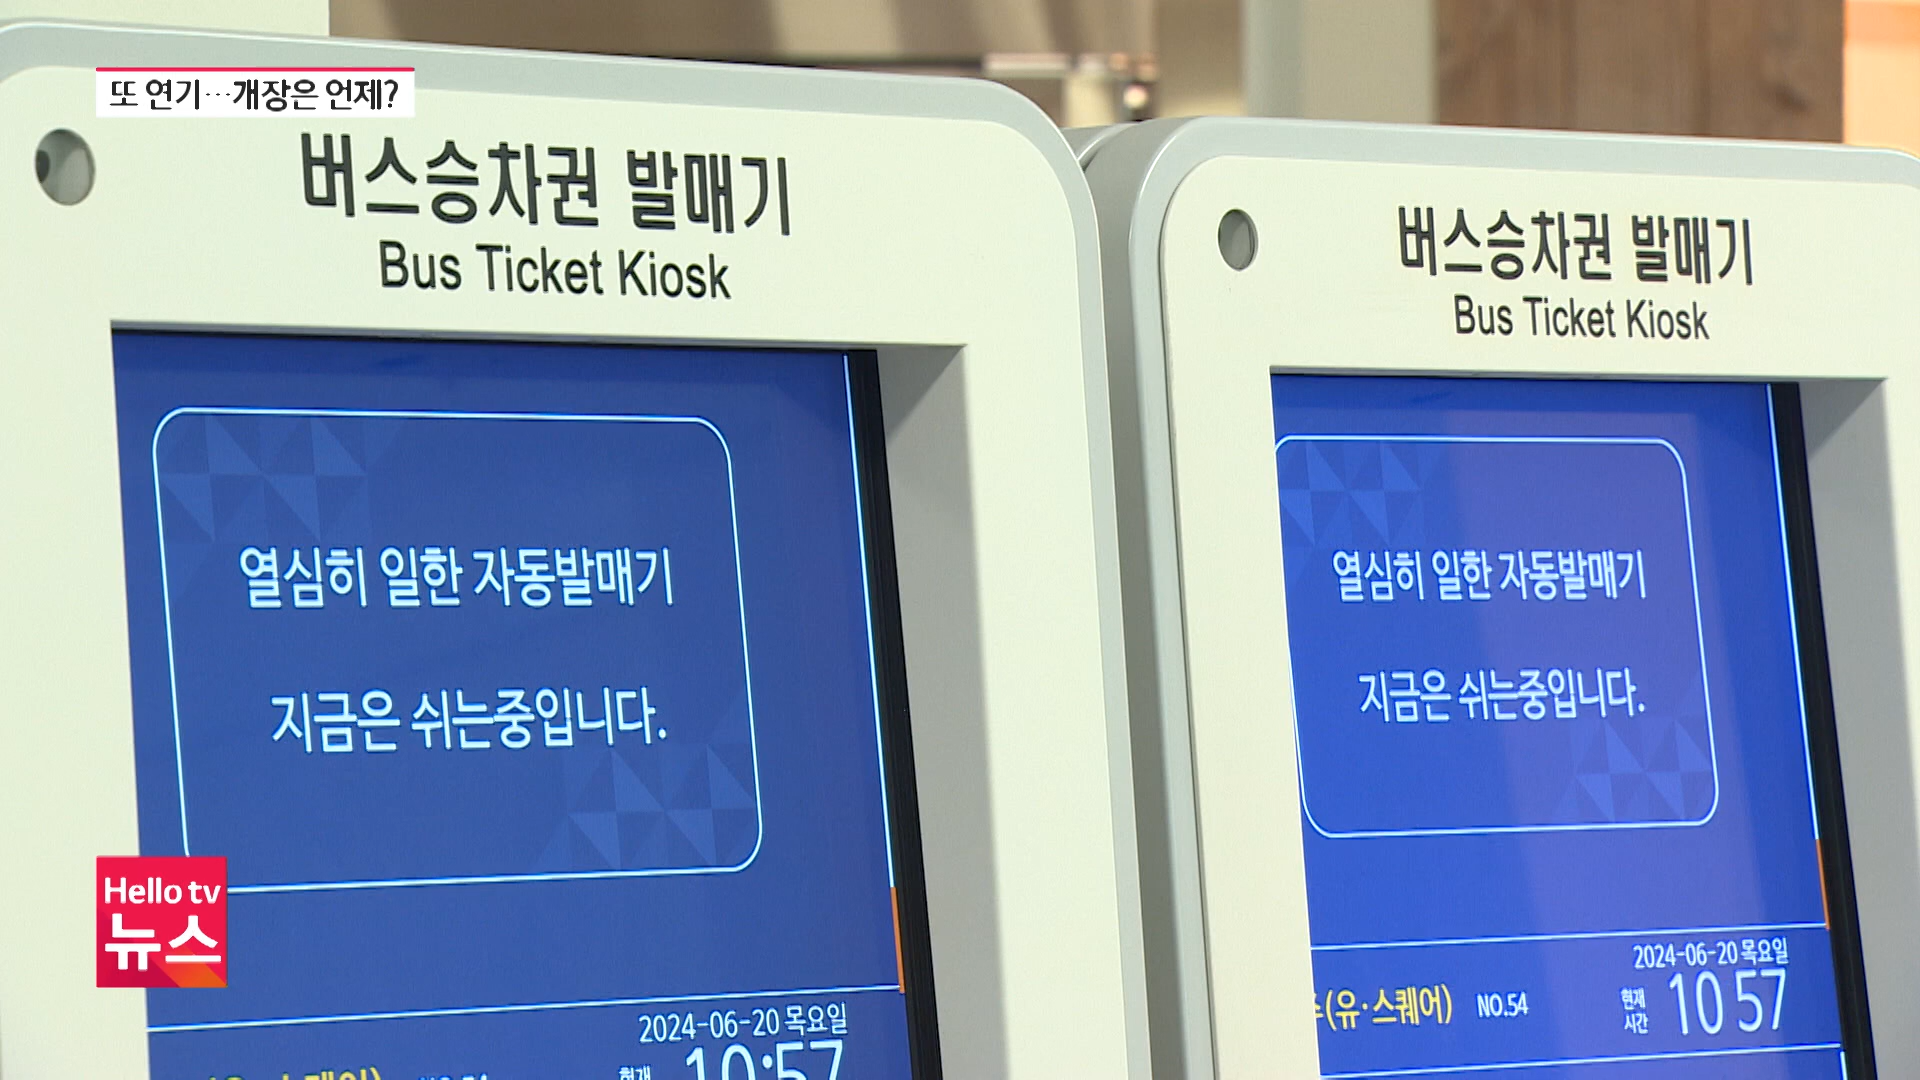 또 연기…개장은 언제?
버스승차권 발매기
Bus Ticket Kiosk
열심히 일한 자동발매기
지금은 쉬는중입니다.
2024-06-20 목요일
현재
10:57
Hello tv
뉴스
버스승차권 발매기
Bus Ticket Kiosk
열심히 일한 자동발매기
지금은 쉬는중입니다.
2024-06-20 목요일
(유·스퀘어) NO.54
현재
시간
10 57